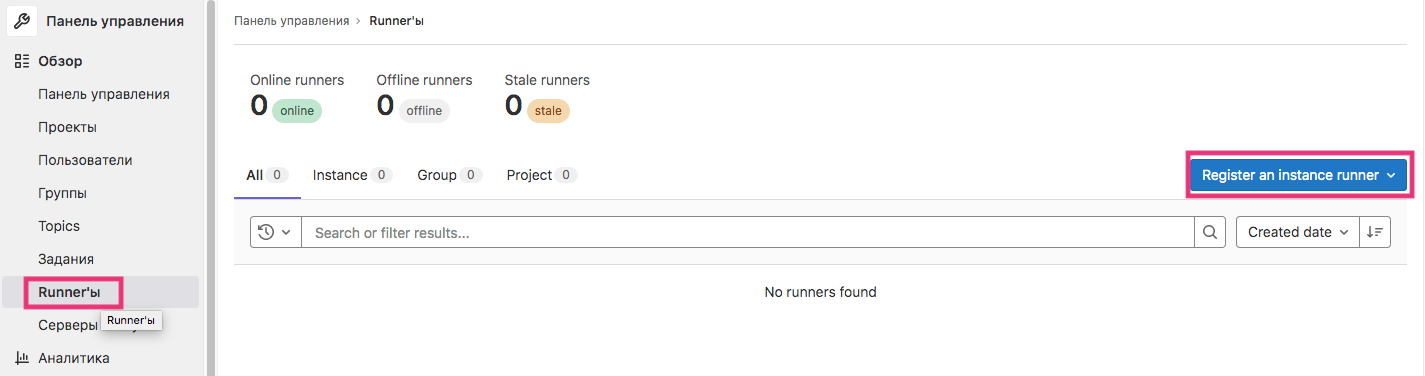 Панель управления
Обзор
Панель управления
Проекты
Пользователи
Группы
Topics
Задания
Runner'ы
Runner'ы
Серверы
Аналитика
Панель управления › Runner'ы
Online runners Offline runners Stale runners
0 online 0 offline 0 stale
All 0 Instance 0 Group 0 Project 0 Register an instance runner
Search or filter results... Created date
No runners found